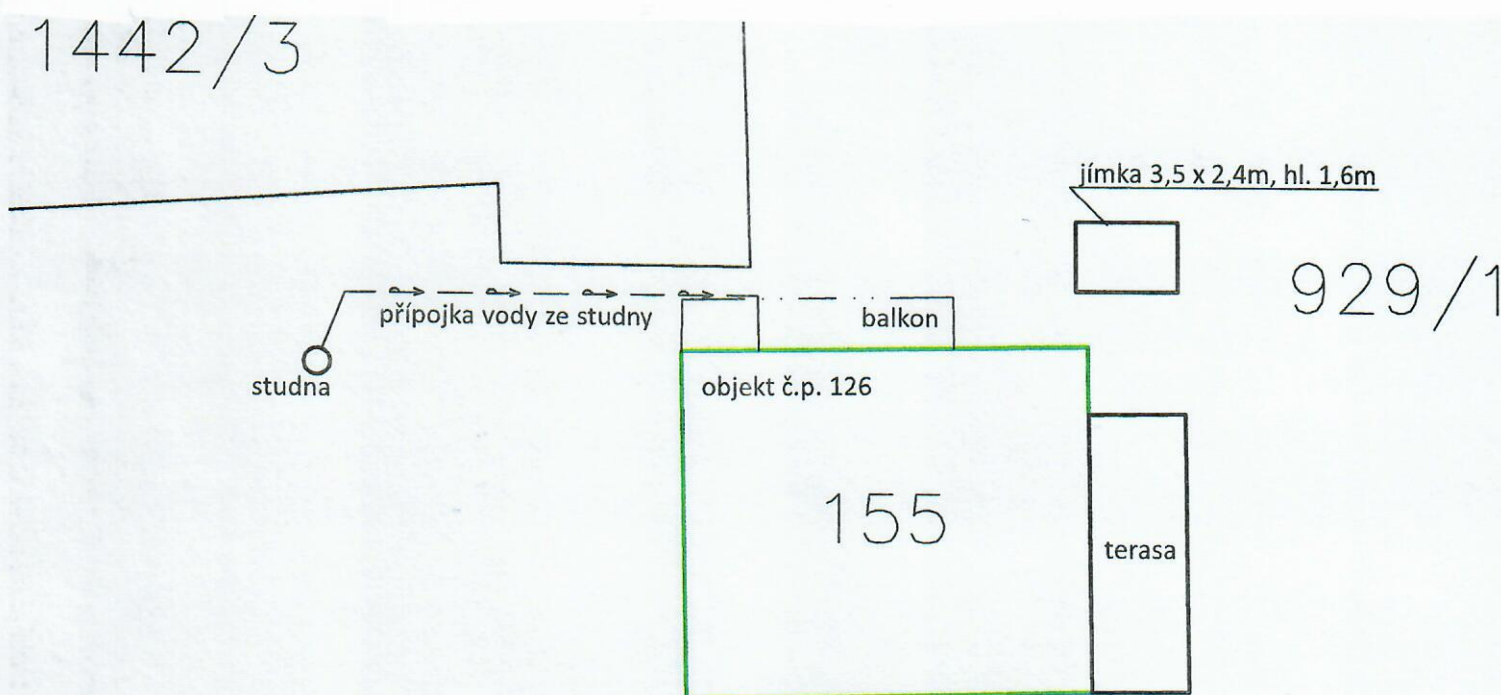 1442/3
jímka 3,5 x 2,4m, hl. 1,6m
929/1
přípojka vody ze studny
balkon
studna
objekt č.p. 126
155
terasa